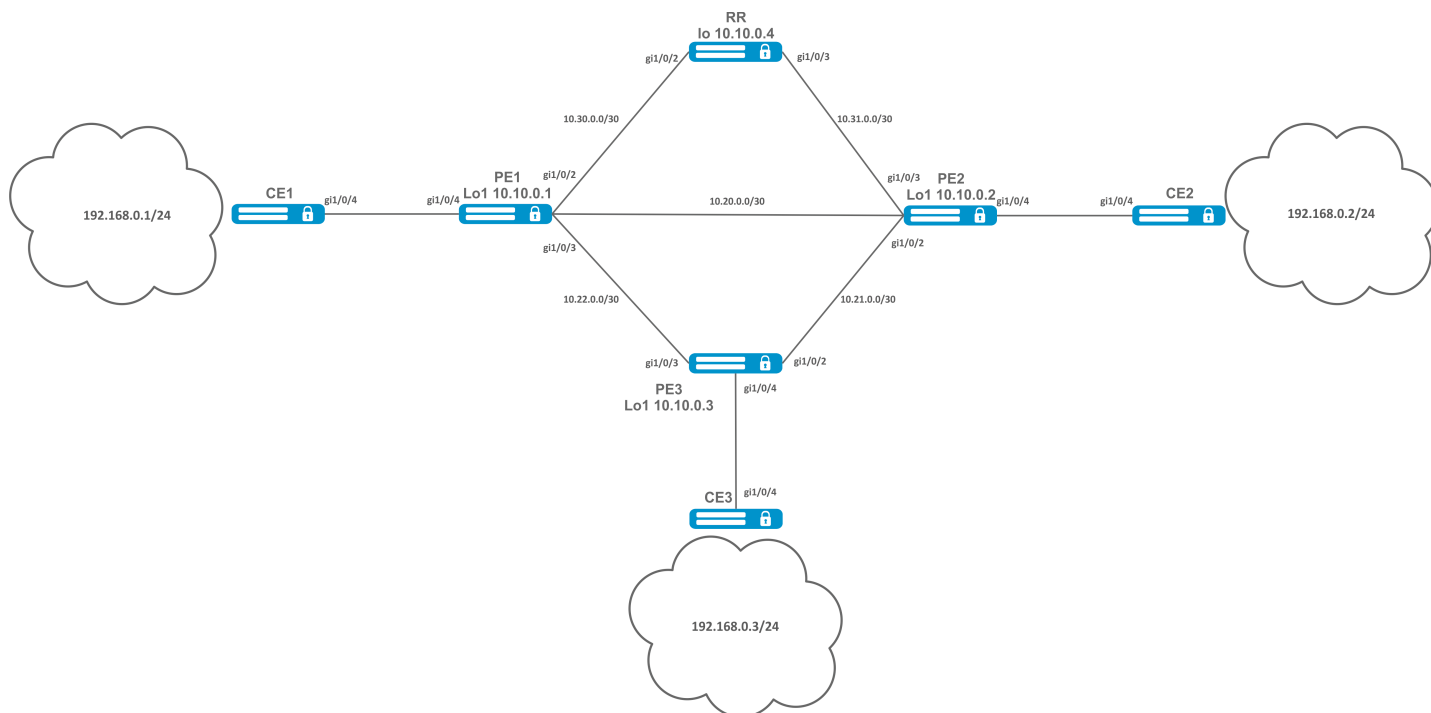 RR
lo 10.10.0.4
gi1/0/2
gi1/0/3
10.30.0.0/30
10.31.0.0/30
gi1/0/2
gi1/0/3
CE1
PE1
Lo1 10.10.0.1
PE2
Lo1 10.10.0.2
CE2
gi1/0/4
gi1/0/4
10.20.0.0/30
gi1/0/4
gi1/0/4
192.168.0.1/24
192.168.0.2/24
gi1/0/3
gi1/0/2
10.22.0.0/30
10.21.0.0/30
gi1/0/3
gi1/0/2
PE3
Lo1 10.10.0.3
gi1/0/4
CE3
gi1/0/4
192.168.0.3/24